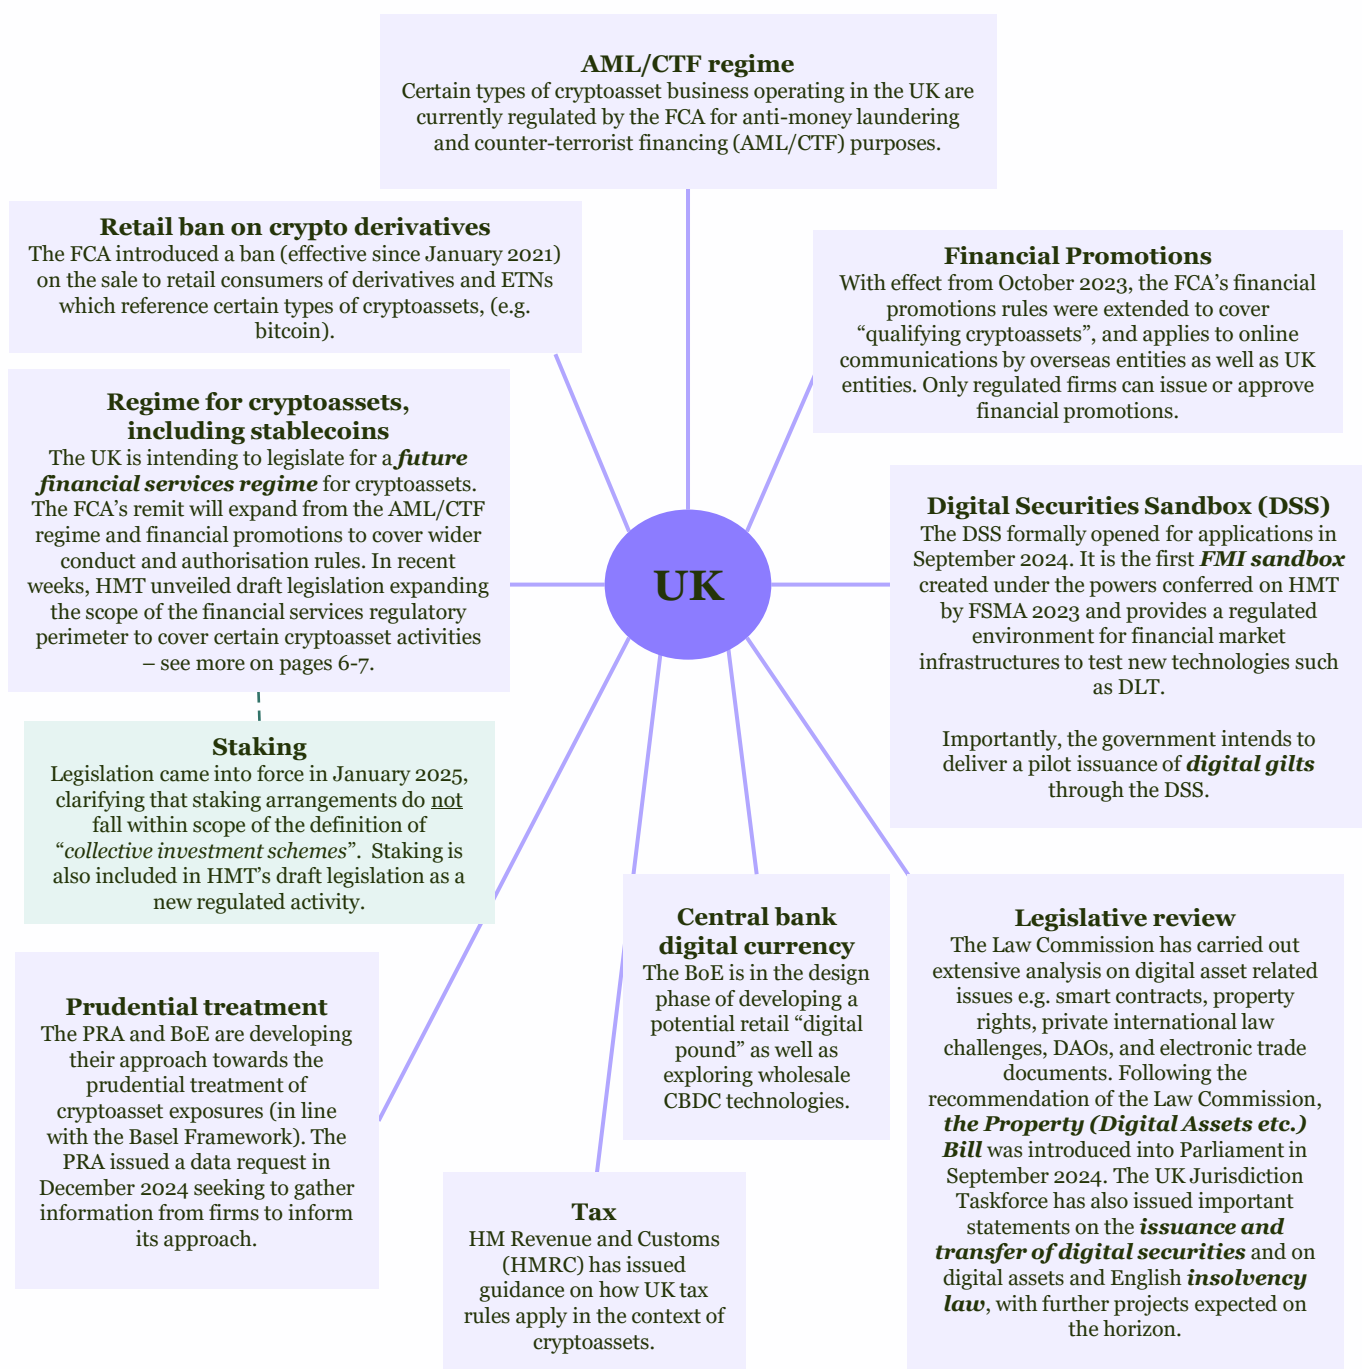 AML/CTF regime
Certain types of cryptoasset business operating in the UK are
currently regulated by the FCA for anti-money laundering
and counter-terrorist financing (AML/CTF) purposes.
Retail ban on crypto derivatives
The FCA introduced a ban (effective since January 2021)
on the sale to retail consumers of derivatives and ETNs
which reference certain types of cryptoassets, (e.g.
bitcoin).
Financial Promotions
With effect from October 2023, the FCA’s financial
promotions rules were extended to cover
“qualifying cryptoassets”, and applies to online
communications by overseas entities as well as UK
entities. Only regulated firms can issue or approve
financial promotions.
Regime for cryptoassets,
including stablecoins
The UK is intending to legislate for a future
financial services regime for cryptoassets.
The FCA’s remit will expand from the AML/CTF
regime and financial promotions to cover wider
conduct and authorisation rules. In recent
weeks, HMT unveiled draft legislation expanding
the scope of the financial services regulatory
perimeter to cover certain cryptoasset activities
– see more on pages 6-7.
UK
Digital Securities Sandbox (DSS)
The DSS formally opened for applications in
September 2024. It is the first FMI sandbox
created under the powers conferred on HMT
by FSMA 2023 and provides a regulated
environment for financial market
infrastructures to test new technologies such
as DLT.
Importantly, the government intends to
deliver a pilot issuance of digital gilts
through the DSS.
Staking
Legislation came into force in January 2025,
clarifying that staking arrangements do not
fall within scope of the definition of
“collective investment schemes”. Staking is
also included in HMT’s draft legislation as a
new regulated activity.
Prudential treatment
The PRA and BoE are developing
their approach towards the
prudential treatment of
cryptoasset exposures (in line
with the Basel Framework). The
PRA issued a data request in
December 2024 seeking to gather
information from firms to inform
its approach.
Tax
HM Revenue and Customs
(HMRC) has issued
guidance on how UK tax
rules apply in the context of
cryptoassets.
Central bank
digital currency
The BoE is in the design
phase of developing a
potential retail “digital
pound” as well as
exploring wholesale
CBDC technologies.
Legislative review
The Law Commission has carried out
extensive analysis on digital asset related
issues e.g. smart contracts, property
rights, private international law
challenges, DAOs, and electronic trade
documents. Following the
recommendation of the Law Commission,
the Property (Digital Assets etc.)
Bill was introduced into Parliament in
September 2024. The UK Jurisdiction
Taskforce has also issued important
statements on the issuance and
transfer of digital securities and on
digital assets and English insolvency
law, with further projects expected on
the horizon.